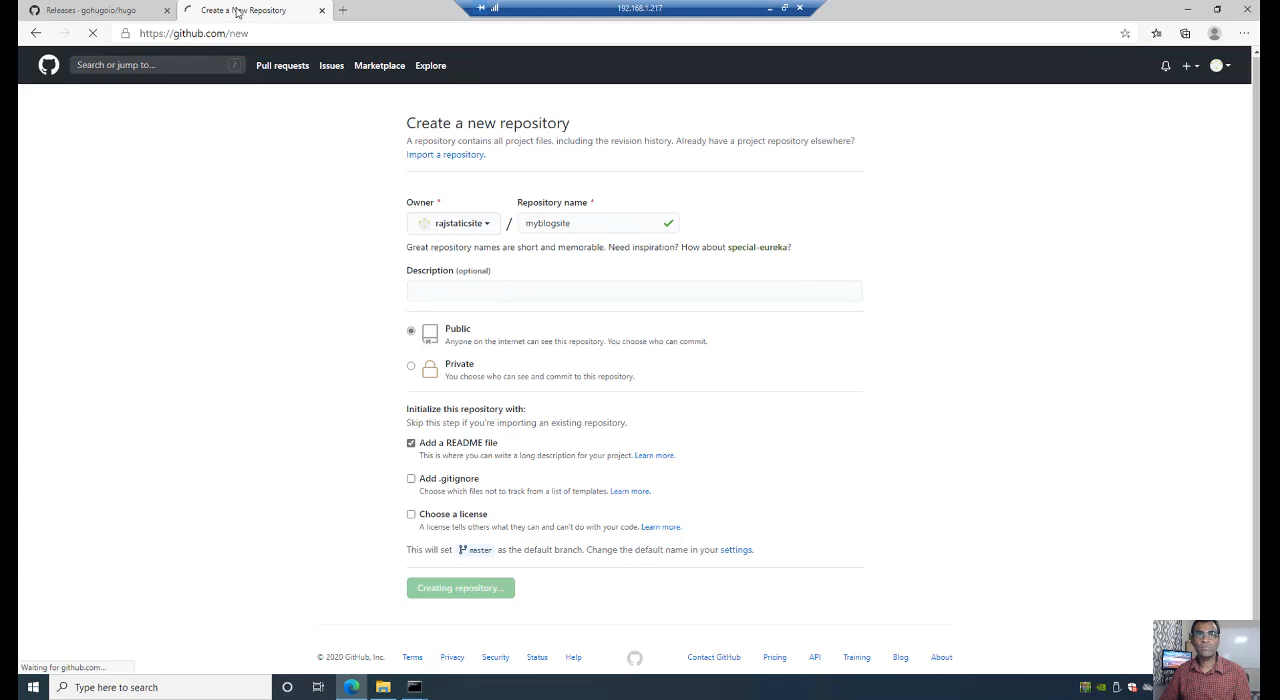 Releases · gohugoio/hugo
Create a New Repository
192.168.1.217
https://github.com/new
Search or jump to...
/
Pull requests
Issues
Marketplace
Explore
Create a new repository
A repository contains all project files, including the revision history. Already have a project repository elsewhere?
Import a repository.
Owner *
Repository name *
rajstaticsite
/
myblogsite
Great repository names are short and memorable. Need inspiration? How about special-eureka?
Description (optional)
Public
Anyone on the internet can see this repository. You choose who can commit.
Private
You choose who can see and commit to this repository.
Initialize this repository with:
Skip this step if you're importing an existing repository.
Add a README file
This is where you can write a long description for your project. Learn more.
Add .gitignore
Choose which files not to track from a list of templates. Learn more.
Choose a license
A license tells others what they can and can't do with your code. Learn more.
This will set master as the default branch. Change the default name in your settings.
Creating repository...
© 2020 GitHub, Inc.
Terms
Privacy
Security
Status
Help
Contact GitHub
Pricing
API
Training
Blog
About
Waiting for github.com...
Type here to search